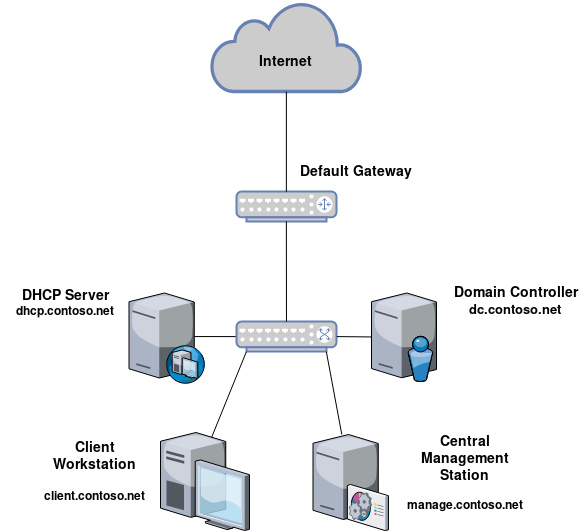 Internet
Default Gateway
DHCP Server
dhcp.contoso.net
Domain Controller
dc.contoso.net
Client
Workstation
client.contoso.net
Central
Management
Station
manage.contoso.net